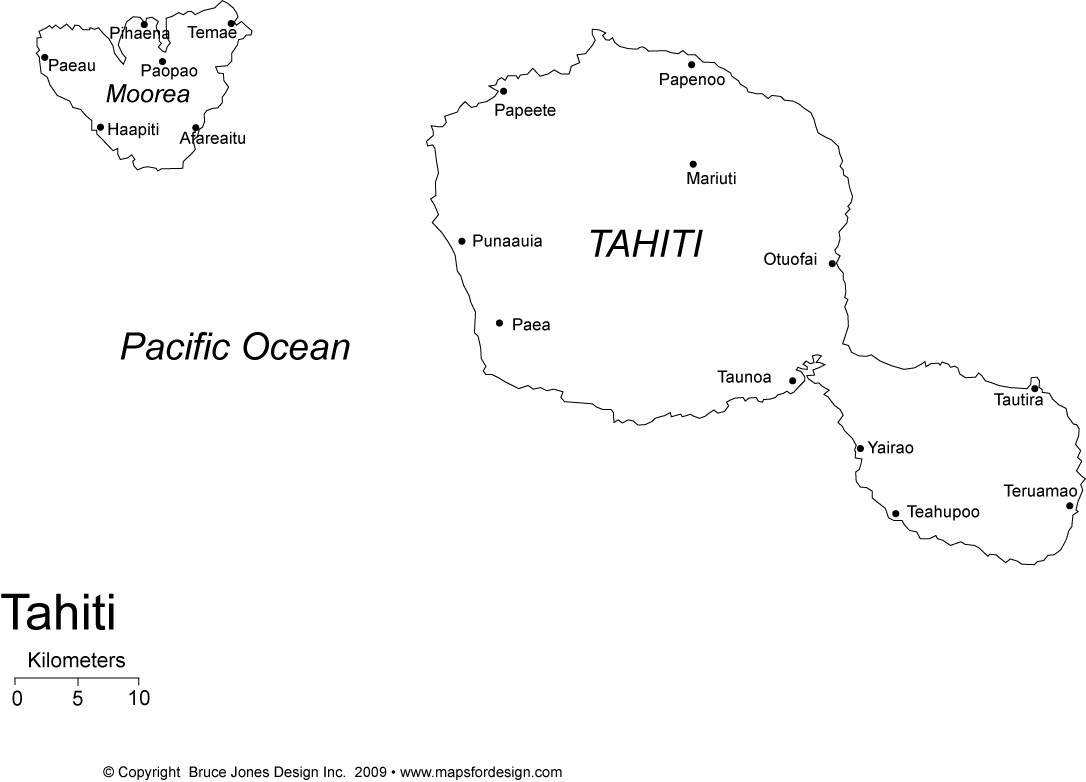 Pihaena
Temae
Paeau
Paopao
Moorea
Haapiti
Afareaitu
Papenoo
Papeete
Mariuti
Punaauia
TAHITI
Otuofai
Paea
Pacific Ocean
Taunoa
Tautira
Yairao
Teruamao
Teahupoo
Tahiti
Kilometers
0 5 10
© Copyright Bruce Jones Design Inc. 2009 • www.mapsfordesign.com